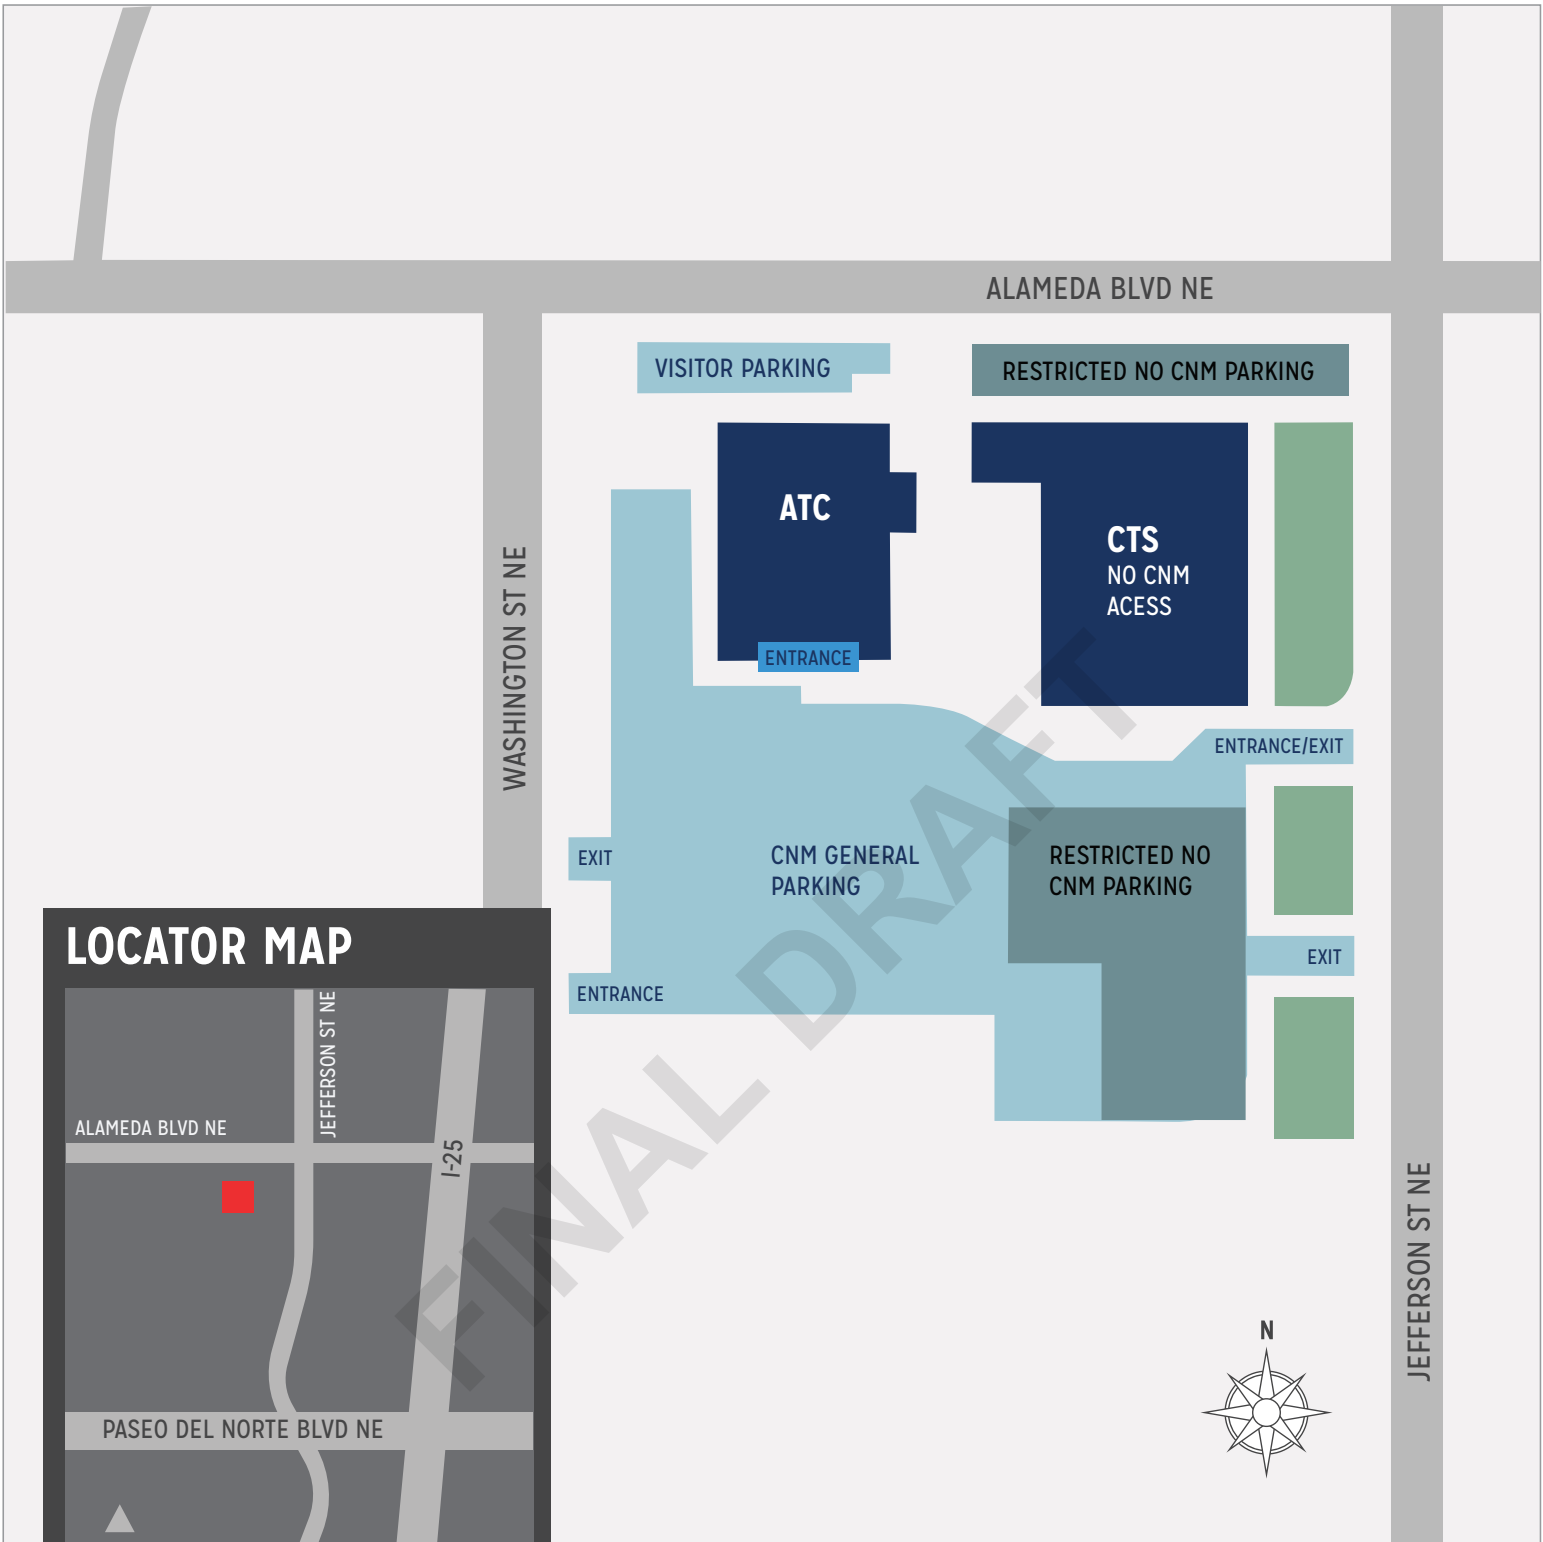 ALAMEDA BLVD NE
VISITOR PARKING
RESTRICTED NO CNM PARKING
ATC
CTS
NO CNM
ACESS
WASHINGTON ST NE
ENTRANCE
ENTRANCE/EXIT
EXIT
CNM GENERAL
PARKING
RESTRICTED NO
CNM PARKING
EXIT
ENTRANCE
FINAL DRAFT
JEFFERSON ST NE
N
LOCATOR MAP
JEFFERSON ST NE
ALAMEDA BLVD NE
I-25
PASEO DEL NORTE BLVD NE